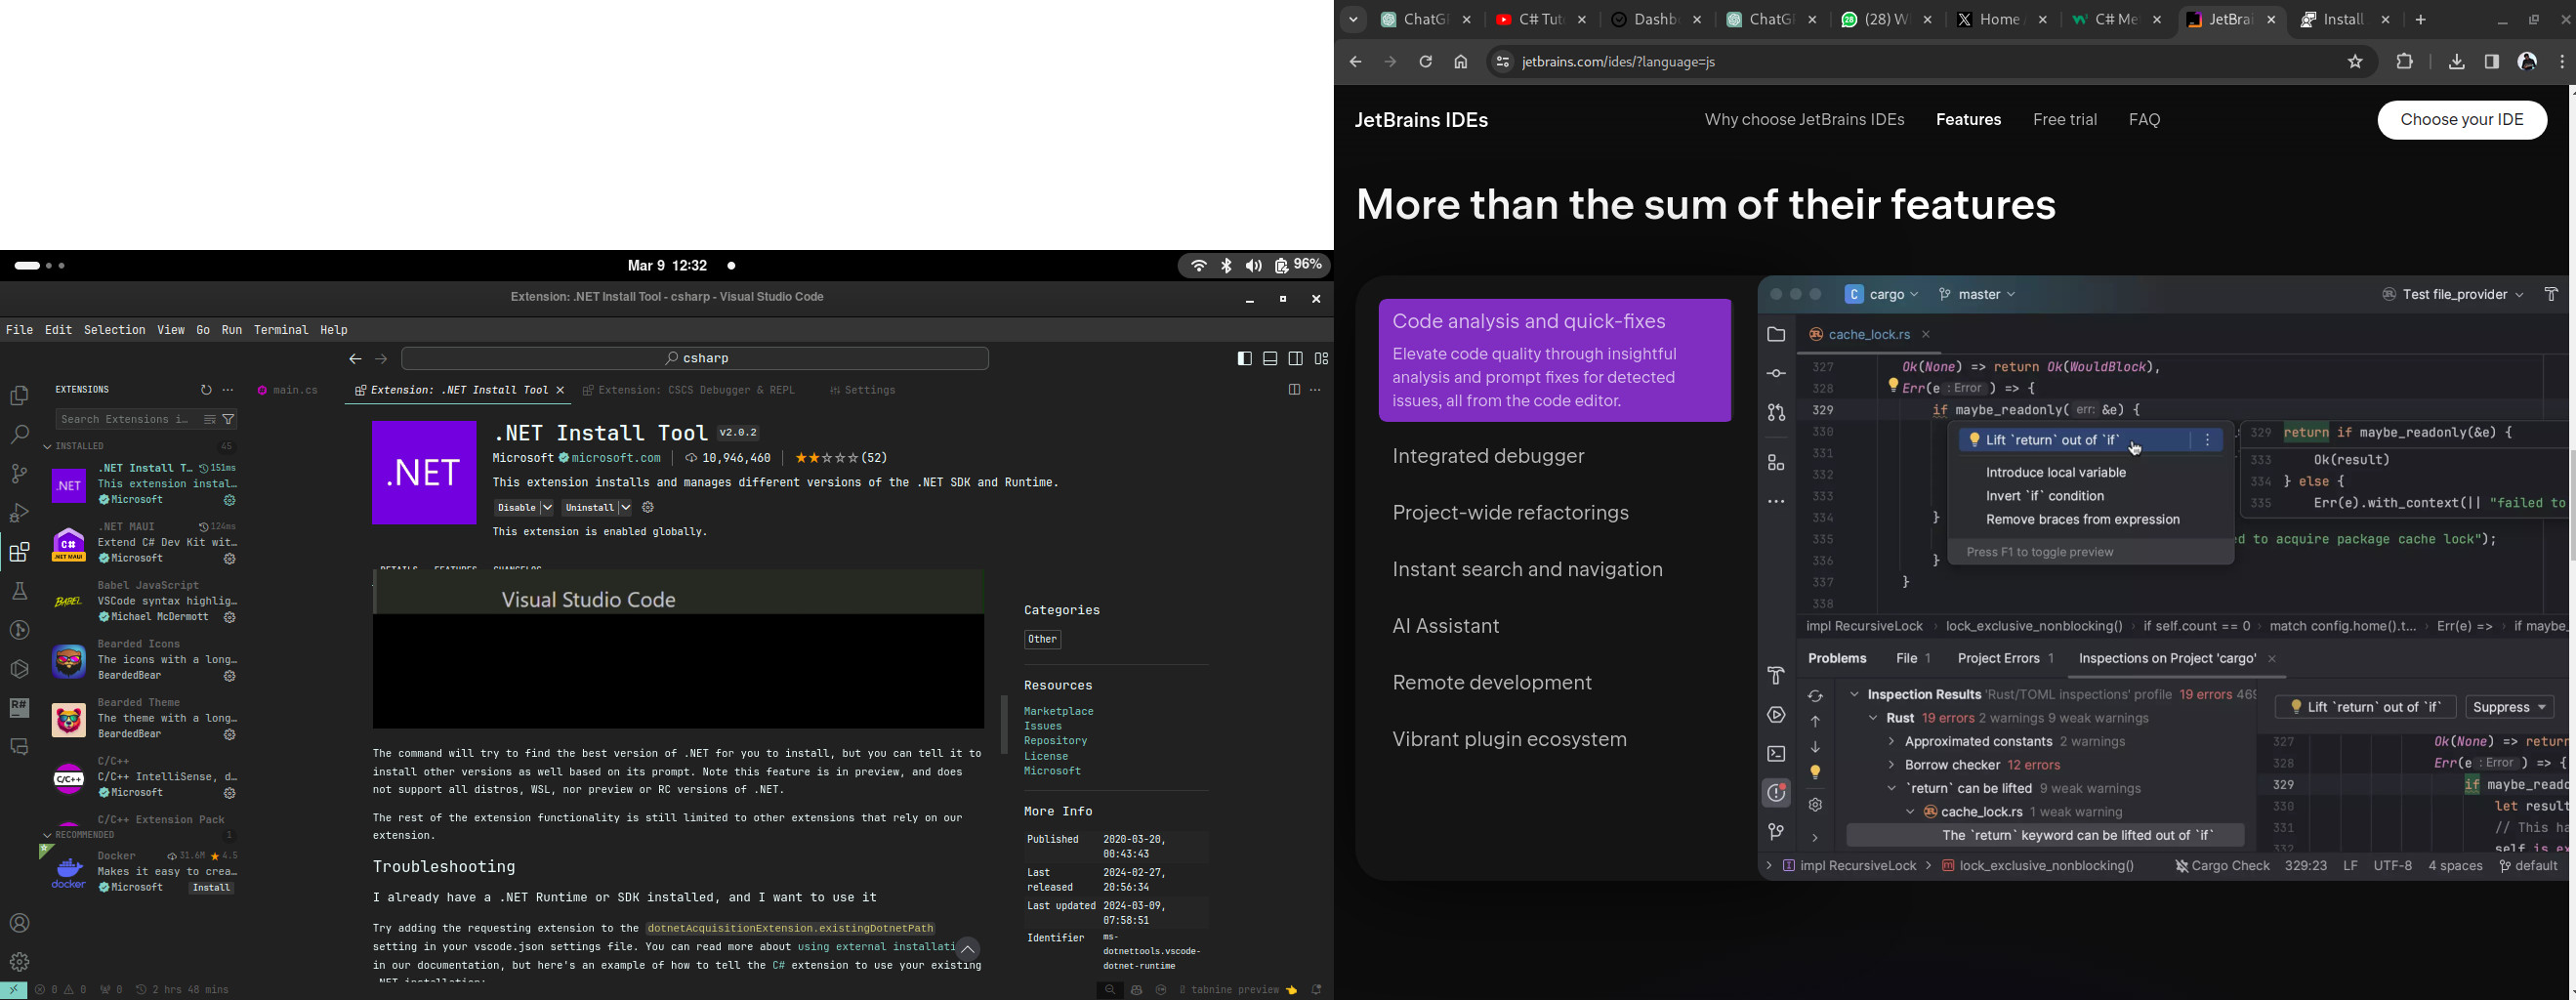 Mar 9 12:32
96%
Extension: .NET Install Tool - csharp - Visual Studio Code
File Edit Selection View Go Run Terminal Help
csharp
EXTENSIONS
Search Extensions i…
INSTALLED 45
.NET Install T… 151ms
This extension instal…
Microsoft
.NET MAUI 124ms
Extend C# Dev Kit wit…
Microsoft
Babel JavaScript
VSCode syntax highlig…
Michael McDermott
Bearded Icons
The icons with a long…
BeardedBear
Bearded Theme
The theme with a long…
BeardedBear
C/C++
C/C++ IntelliSense, d…
Microsoft
C/C++ Extension Pack
RECOMMENDED 1
Docker 31.6M 4.5
Makes it easy to crea…
Microsoft Install
main.cs
Extension: .NET Install Tool
Extension: CSCS Debugger & REPL
Settings
.NET
.NET Install Tool v2.0.2
Microsoft microsoft.com 10,946,460 (52)
This extension installs and manages different versions of the .NET SDK and Runtime.
Disable Uninstall
This extension is enabled globally.
DETAILS FEATURES CHANGELOG
Visual Studio Code
The command will try to find the best version of .NET for you to install, but you can tell it to
install other versions as well based on its prompt. Note this feature is in preview, and does
not support all distros, WSL, nor preview or RC versions of .NET.
The rest of the extension functionality is still limited to other extensions that rely on our
extension.
Troubleshooting
I already have a .NET Runtime or SDK installed, and I want to use it
Try adding the requesting extension to the dotnetAcquisitionExtension.existingDotnetPath
setting in your vscode.json settings file. You can read more about using external installati
in our documentation, but here's an example of how to tell the C# extension to use your existing
.NET installation:
Categories
Other
Resources
Marketplace
Issues
Repository
License
Microsoft
More Info
Published 2020-03-20,
00:43:43
Last 2024-02-27,
released 20:56:34
Last updated 2024-03-09,
07:58:51
Identifier ms-
dotnettools.vscode-
dotnet-runtime
0 0 0 2 hrs 48 mins
tabnine preview
ChatG
C# Tut
Dashb
ChatG
(28) W
Home
C# Me
JetBrai
Install
jetbrains.com/ides/?language=js
JetBrains IDEs
Why choose JetBrains IDEs Features Free trial FAQ
Choose your IDE
More than the sum of their features
Code analysis and quick-fixes
Elevate code quality through insightful
analysis and prompt fixes for detected
issues, all from the code editor.
Integrated debugger
Project-wide refactorings
Instant search and navigation
AI Assistant
Remote development
Vibrant plugin ecosystem
C cargo master Test file_provider
cache_lock.rs
327 Ok(None) => return Ok(WouldBlock),
328 Err(e : Error ) => {
329 if maybe_readonly( err: &e) {
330
331
332
333
334 }
335 d to acquire package cache lock");
336 }
337 }
338
Lift `return` out of `if`
Introduce local variable
Invert `if` condition
Remove braces from expression
Press F1 to toggle preview
329 return if maybe_readonly(&e) {
333 Ok(result)
334 } else {
335 Err(e).with_context(|| "failed to
impl RecursiveLock lock_exclusive_nonblocking() if self.count == 0 match config.home().t... Err(e) => if maybe_
Problems File 1 Project Errors 1 Inspections on Project 'cargo'
Inspection Results 'Rust/TOML inspections' profile 19 errors 469
Rust 19 errors 2 warnings 9 weak warnings
Approximated constants 2 warnings
Borrow checker 12 errors
`return` can be lifted 9 weak warnings
cache_lock.rs 1 weak warning
The `return` keyword can be lifted out of `if`
Lift `return` out of `if` Suppress
327 Ok(None) => return
328 Err(e : Error ) => {
329 if maybe_reado
330 let result
331 // This ha
332 self.is_ex
impl RecursiveLock lock_exclusive_nonblocking() Cargo Check 329:23 LF UTF-8 4 spaces default